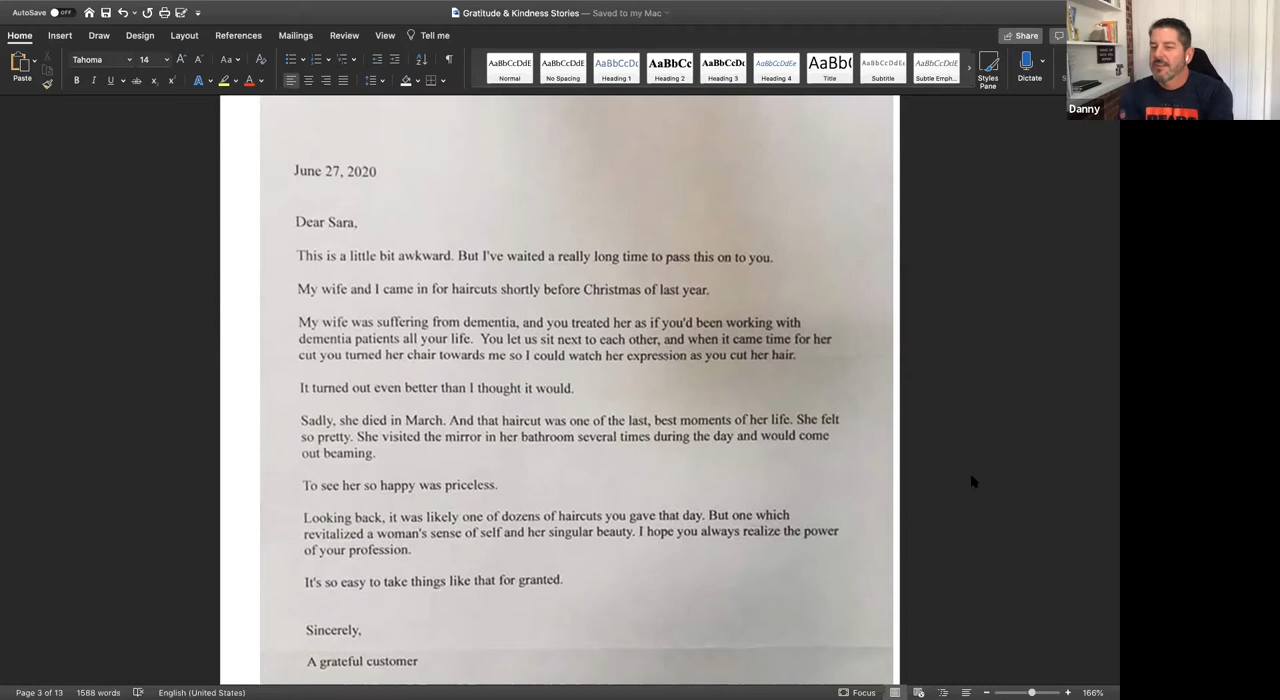 AutoSave OFF
Gratitude & Kindness Stories — Saved to my Mac
Home Insert Draw Design Layout References Mailings Review View Tell me
Share
Paste
Tahoma 14
Aa
B I U ab x x A A
AaBbCcDdE AaBbCcDdE AaBbCcDc AaBbCc AaBbCcDc AaBbCcDdEe AaBb( AaBbCcDdEe AaBbCcDdE
Normal No Spacing Heading 1 Heading 2 Heading 3 Heading 4 Title Subtitle Subtle Emph...
Styles Pane
Dictate
Danny
June 27, 2020
Dear Sara,
This is a little bit awkward. But I've waited a really long time to pass this on to you.
My wife and I came in for haircuts shortly before Christmas of last year.
My wife was suffering from dementia, and you treated her as if you'd been working with
dementia patients all your life. You let us sit next to each other, and when it came time for her
cut you turned her chair towards me so I could watch her expression as you cut her hair.
It turned out even better than I thought it would.
Sadly, she died in March. And that haircut was one of the last, best moments of her life. She felt
so pretty. She visited the mirror in her bathroom several times during the day and would come
out beaming.
To see her so happy was priceless.
Looking back, it was likely one of dozens of haircuts you gave that day. But one which
revitalized a woman's sense of self and her singular beauty. I hope you always realize the power
of your profession.
It's so easy to take things like that for granted.
Sincerely,
A grateful customer
Page 3 of 13 1588 words English (United States) Focus 166%